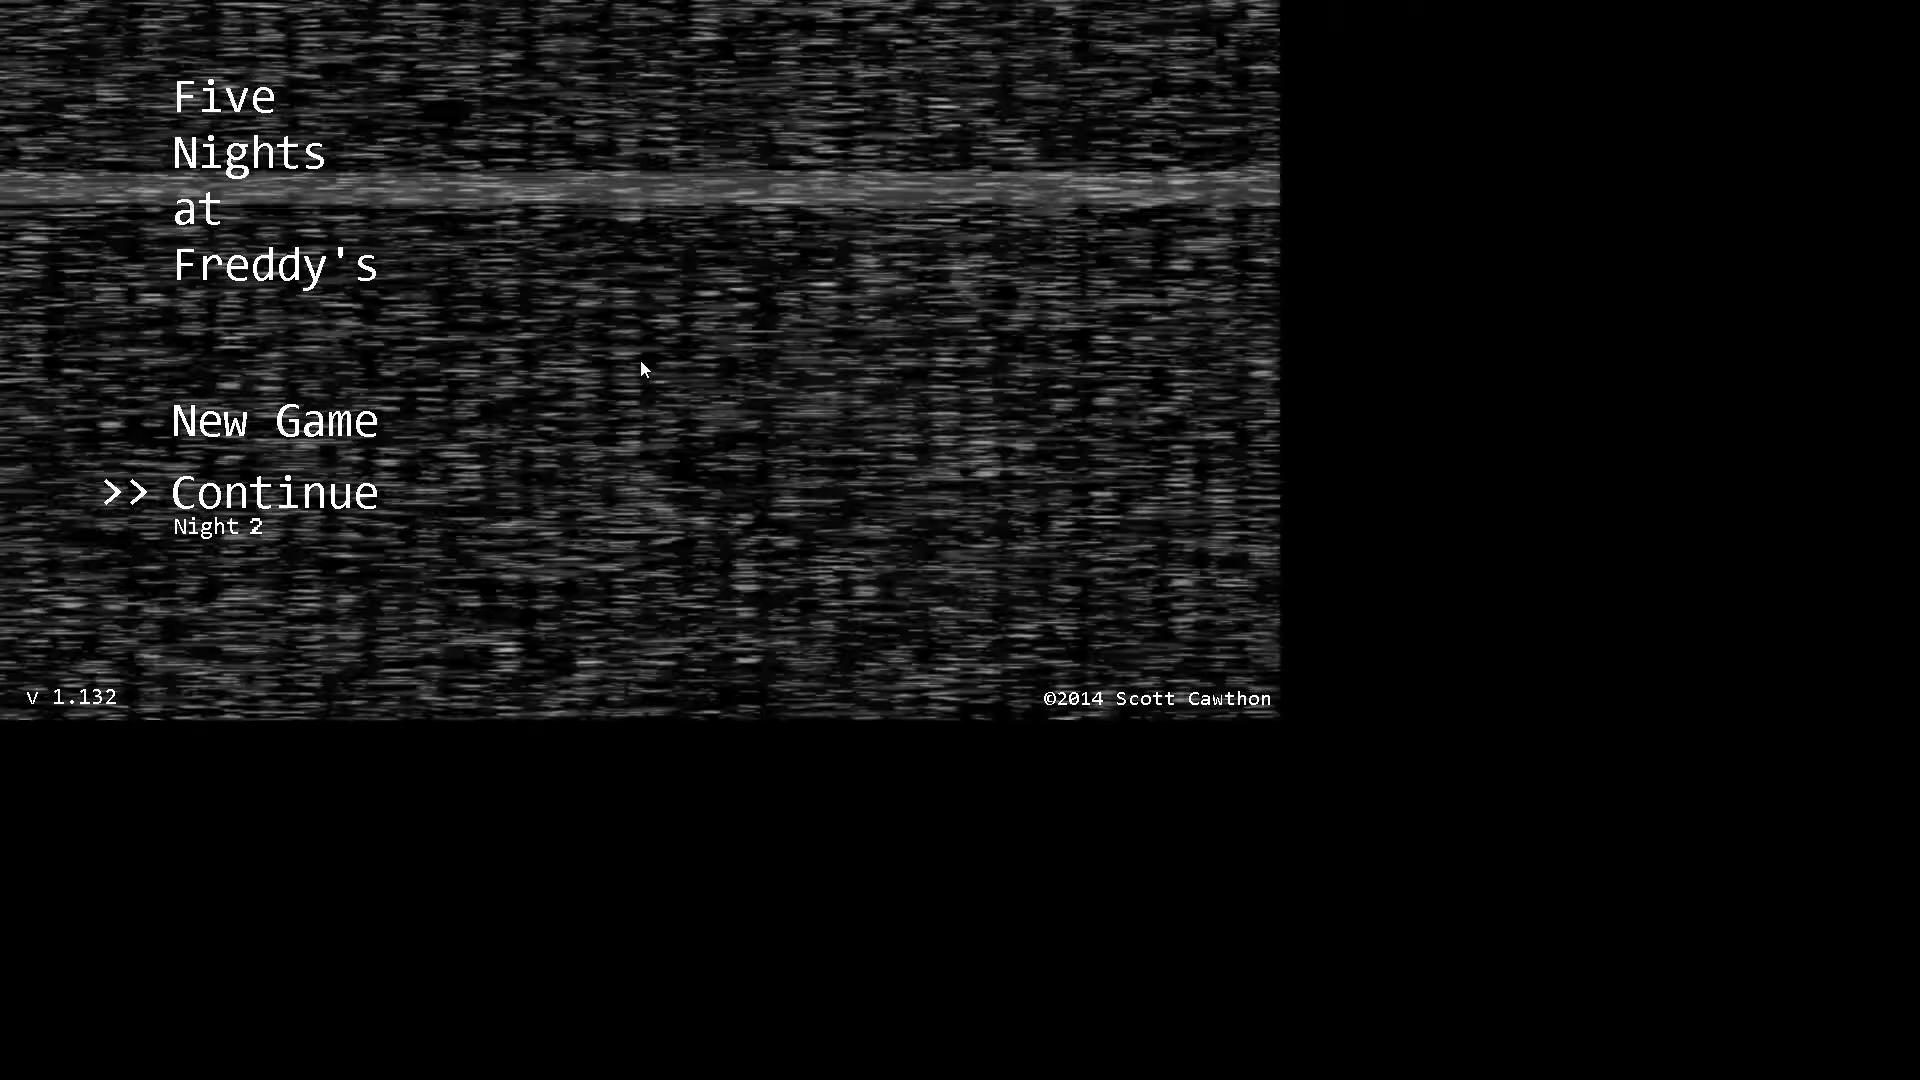 Five
Nights
at
Freddy's
New Game
>> Continue
Night 2
v 1.132
©2014 Scott Cawthon